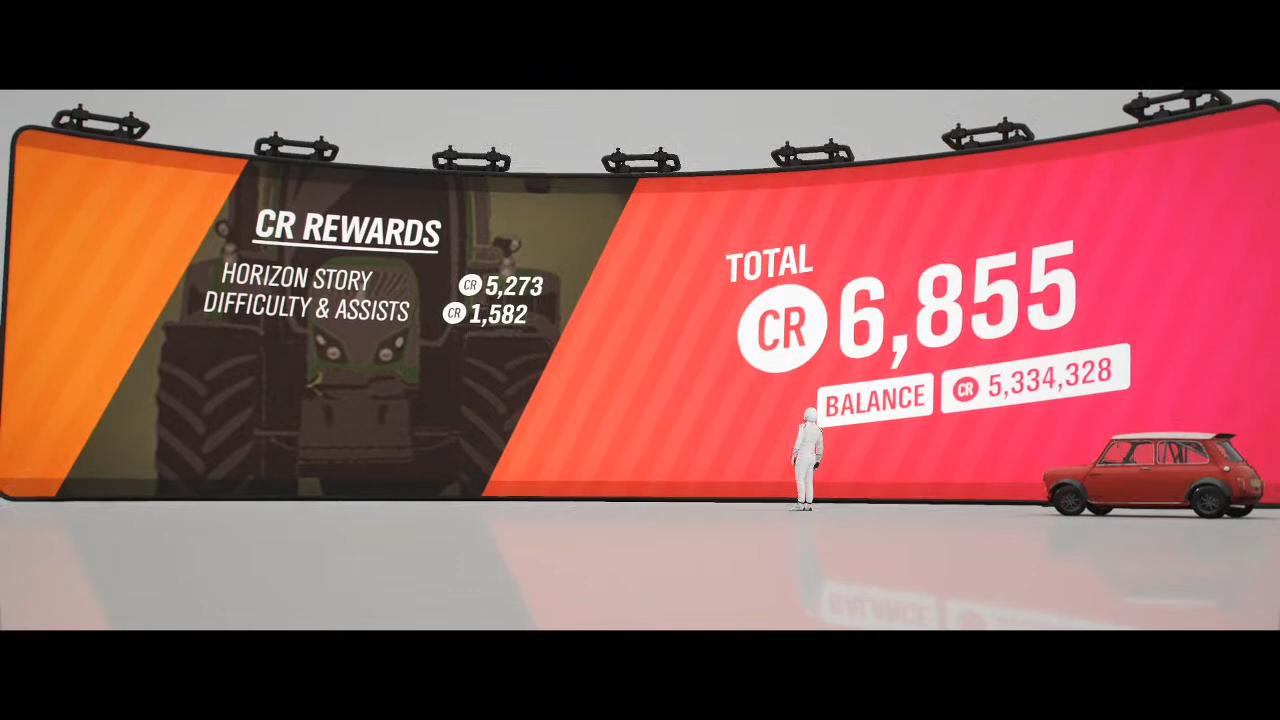 CR REWARDS
HORIZON STORY CR 5,273
DIFFICULTY & ASSISTS CR 1,582
TOTAL
CR 6,855
BALANCE CR 5,334,328